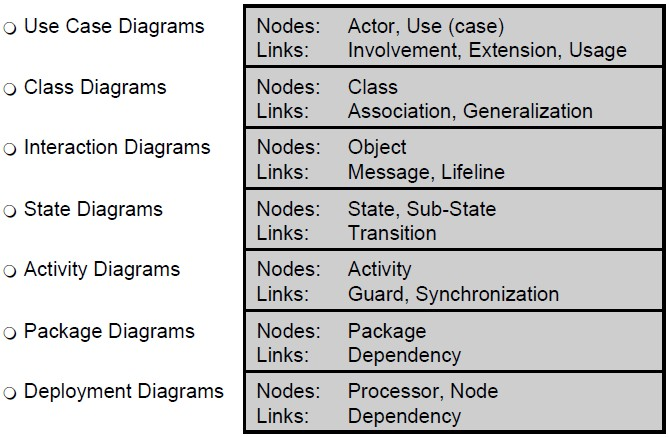 Use Case Diagrams Nodes: Actor, Use (case)
Links: Involvement, Extension, Usage
Class Diagrams Nodes: Class
Links: Association, Generalization
Interaction Diagrams Nodes: Object
Links: Message, Lifeline
State Diagrams Nodes: State, Sub-State
Links: Transition
Activity Diagrams Nodes: Activity
Links: Guard, Synchronization
Package Diagrams Nodes: Package
Links: Dependency
Deployment Diagrams Nodes: Processor, Node
Links: Dependency